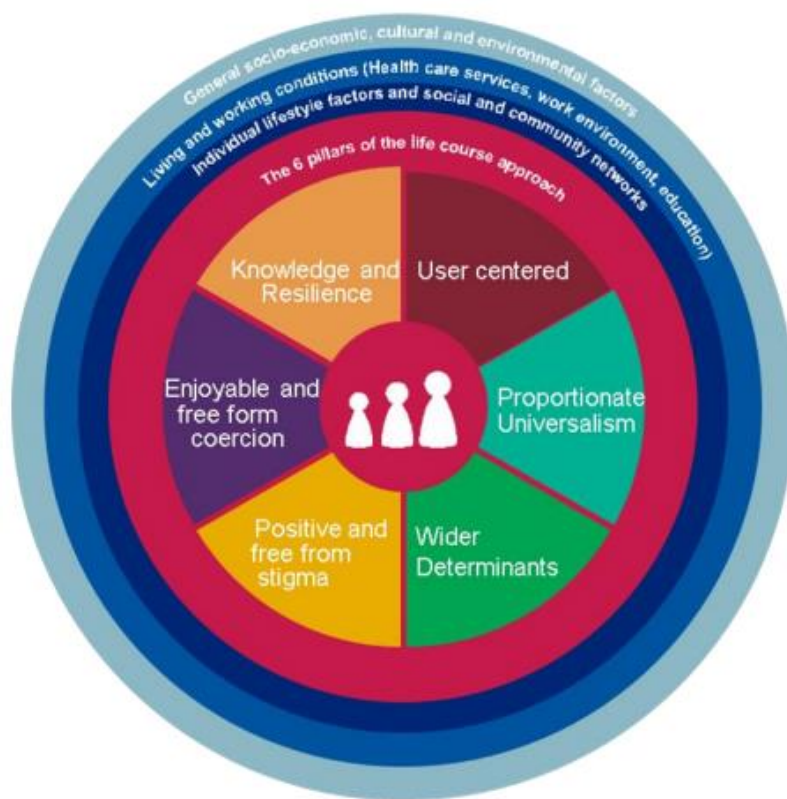 General socio-economic, cultural and environmental factors
Living and working conditions (Health care services, work environment, education)
Individual lifestyle factors and social and community networks
The 6 pillars of the life course approach
Knowledge and
Resilience
User centered
Enjoyable and
free form
coercion
Proportionate
Universalism
Positive and
free from
stigma
Wider
Determinants